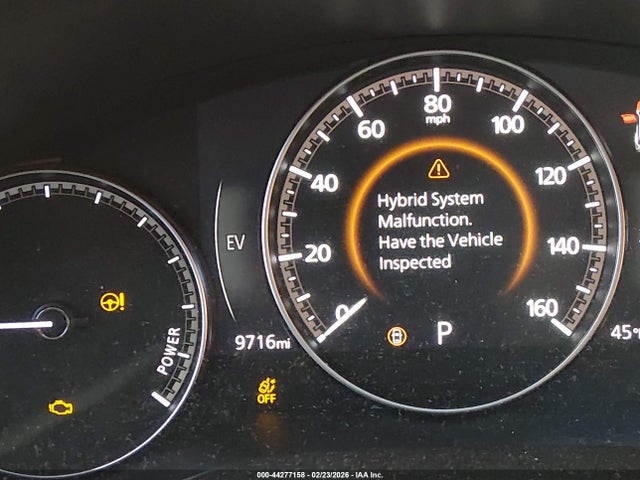 80
mph
60
100
40
120
Hybrid System
Malfunction.
Have the Vehicle
Inspected
EV
20
140
0
160
POWER
9716mi
P
45°
OFF
000-44277158 - 02/23/2026 - IAA Inc.